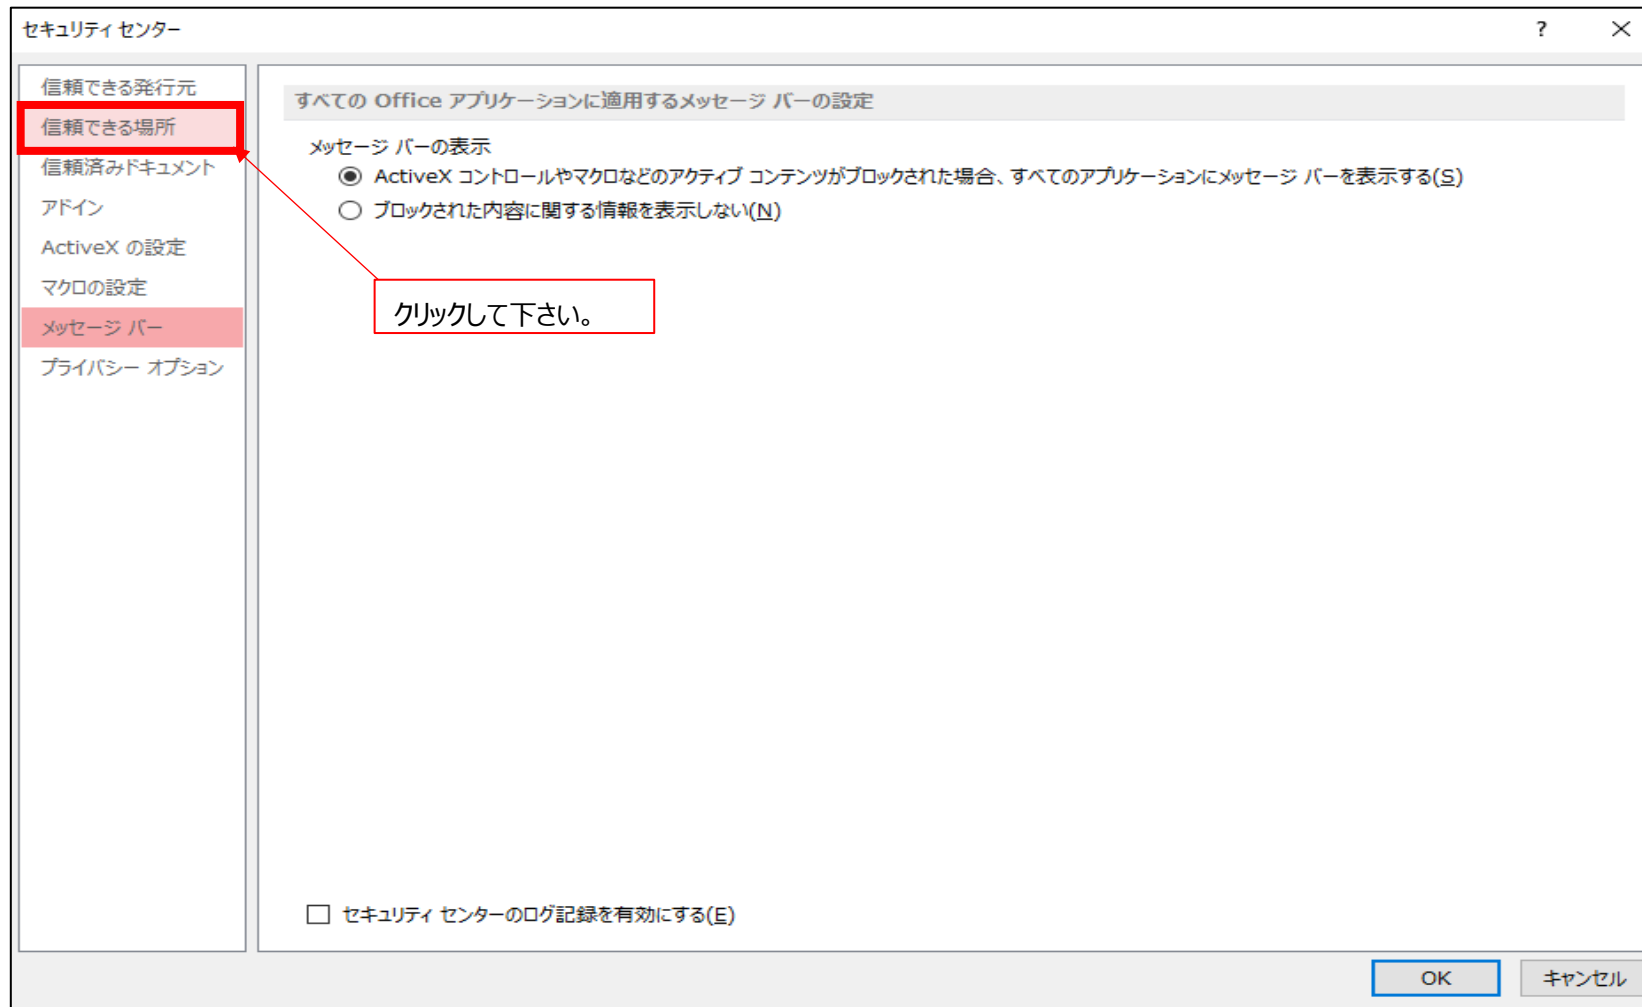 セキュリティ センター
?
信頼できる発行元
信頼できる場所
信頼済みドキュメント
アドイン
ActiveX の設定
マクロの設定
メッセージ バー
プライバシー オプション
すべての Office アプリケーションに適用するメッセージ バーの設定
メッセージ バーの表示
ActiveX コントロールやマクロなどのアクティブ コンテンツがブロックされた場合、すべてのアプリケーションにメッセージ バーを表示する(S)
ブロックされた内容に関する情報を表示しない(N)
クリックして下さい。
セキュリティ センターのログ記録を有効にする(E)
OK
キャンセル